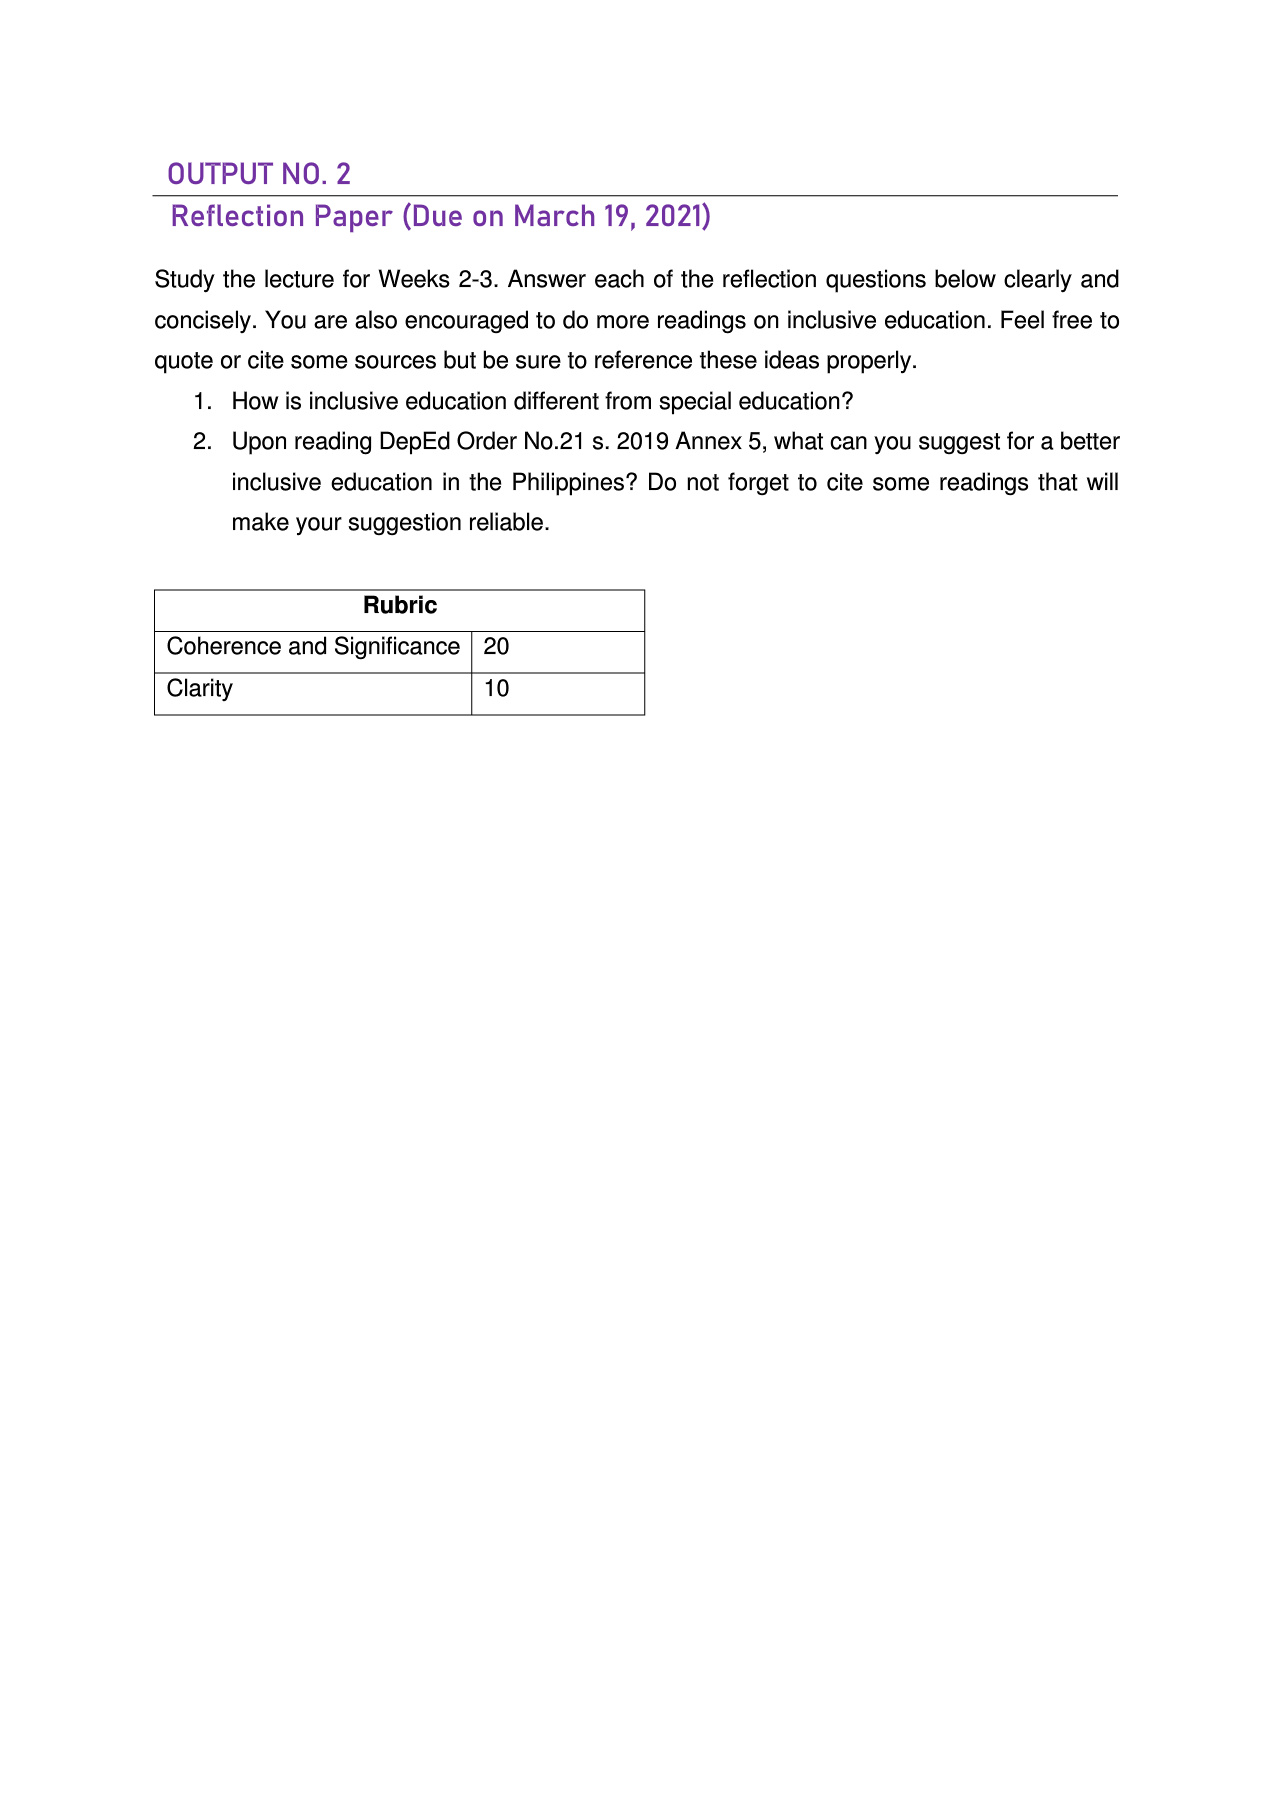 OUTPUT NO. 2
Reflection Paper (Due on March 19, 2021)
Study the lecture for Weeks 2-3. Answer each of the reflection questions below clearly and
concisely. You are also encouraged to do more readings on inclusive education. Feel free to
quote or cite some sources but be sure to reference these ideas properly.
1. How is inclusive education different from special education?
2. Upon reading DepEd Order No.21 s. 2019 Annex 5, what can you suggest for a better
inclusive education in the Philippines? Do not forget to cite some readings that will
make your suggestion reliable.
Rubric
Coherence and Significance 20
Clarity 10